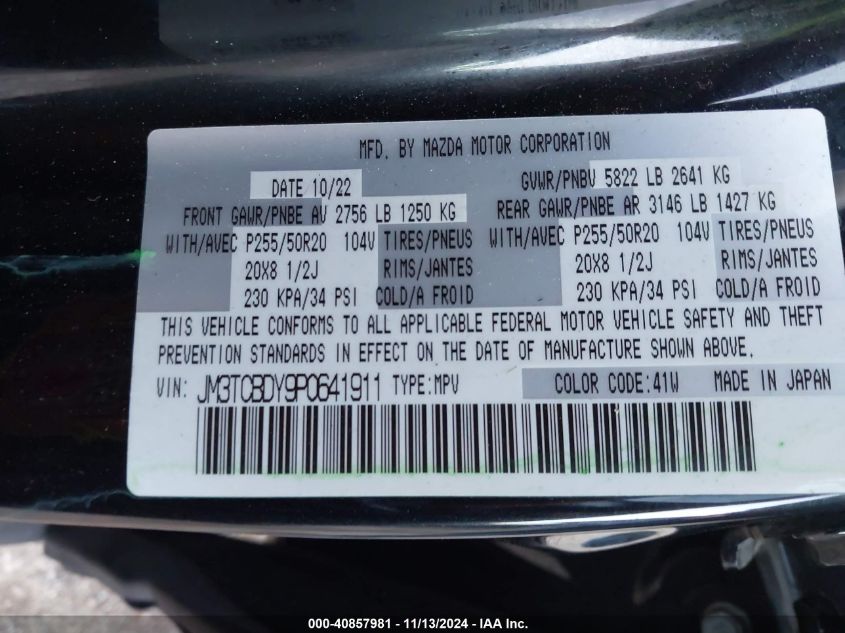 MFD. BY MAZDA MOTOR CORPORATION
DATE 10/22 GVWR/PNBV 5822 LB 2641 KG
FRONT GAWR/PNBE AV 2756 LB 1250 KG REAR GAWR/PNBE AR 3146 LB 1427 KG
WITH/AVEC P255/50R20 104V TIRES/PNEUS WITH/AVEC P255/50R20 104V TIRES/PNEUS
20X8 1/2J RIMS/JANTES 20X8 1/2J RIMS/JANTES
230 KPA/34 PSI COLD/A FROID 230 KPA/34 PSI COLD/A FROID
THIS VEHICLE CONFORMS TO ALL APPLICABLE FEDERAL MOTOR VEHICLE SAFETY AND THEFT
PREVENTION STANDARDS IN EFFECT ON THE DATE OF MANUFACTURE SHOWN ABOVE.
VIN: JM3TCBDY9P0641911 TYPE:MPV COLOR CODE:41W MADE IN JAPAN
000-40857981 - 11/13/2024 - IAA Inc.